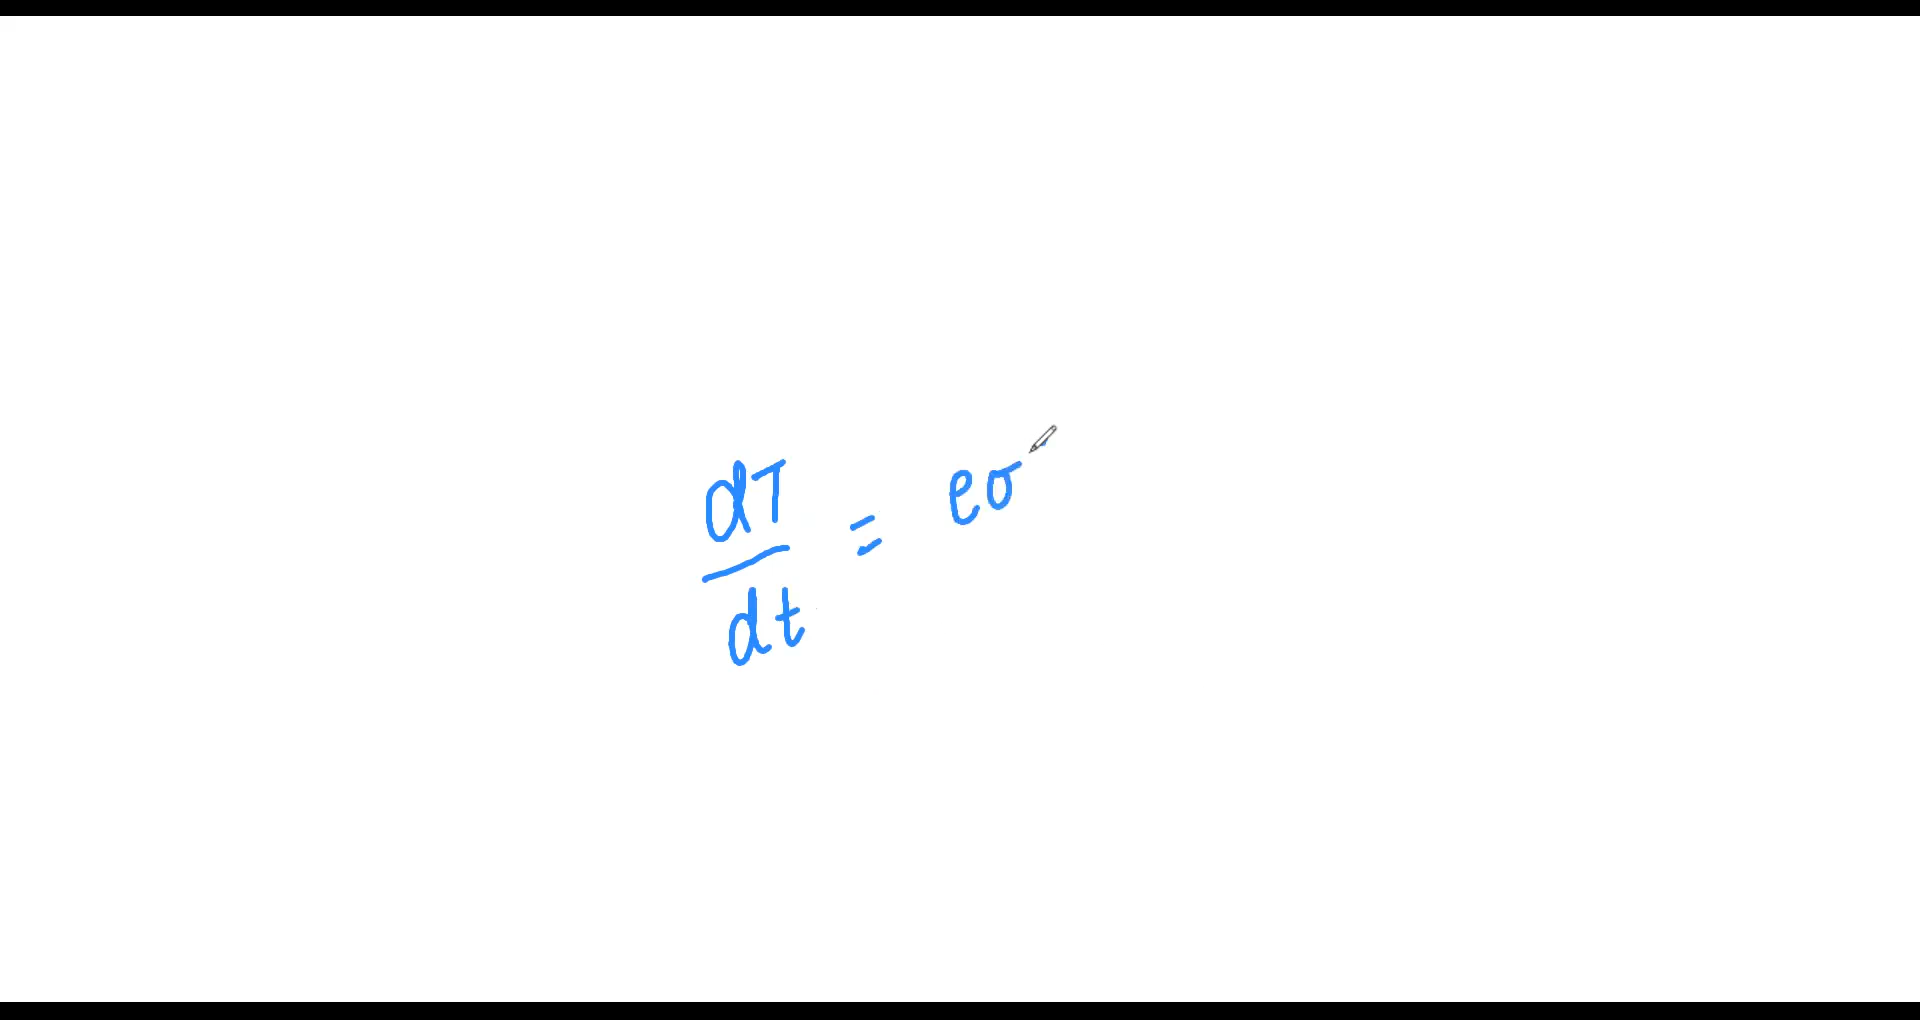 dT/dt = eσ